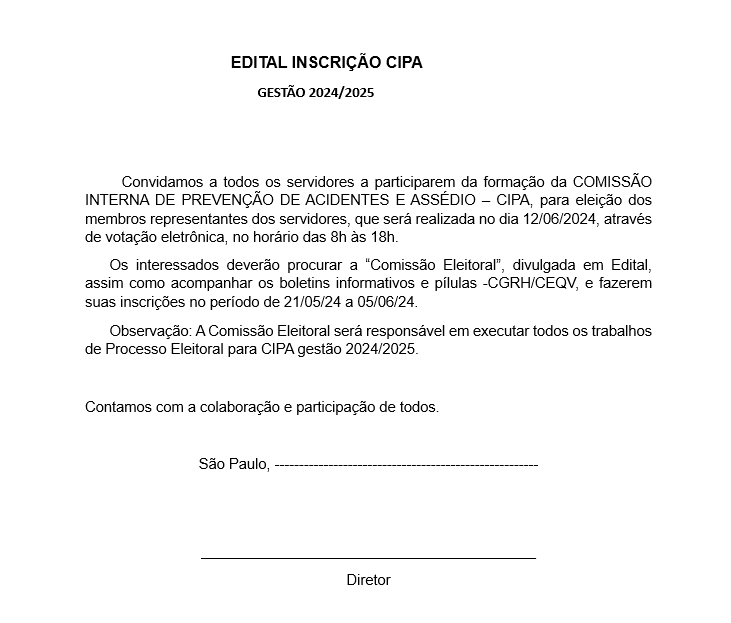 EDITAL INSCRIÇÃO CIPA
GESTÃO 2024/2025
Convidamos a todos os servidores a participarem da formação da COMISSÃO
INTERNA DE PREVENÇÃO DE ACIDENTES E ASSÉDIO – CIPA, para eleição dos
membros representantes dos servidores, que será realizada no dia 12/06/2024, através
de votação eletrônica, no horário das 8h às 18h.
Os interessados deverão procurar a “Comissão Eleitoral”, divulgada em Edital,
assim como acompanhar os boletins informativos e pílulas -CGRH/CEQV, e fazerem
suas inscrições no período de 21/05/24 a 05/06/24.
Observação: A Comissão Eleitoral será responsável em executar todos os trabalhos
de Processo Eleitoral para CIPA gestão 2024/2025.
Contamos com a colaboração e participação de todos.
São Paulo, ------------------------------------------------------
Diretor